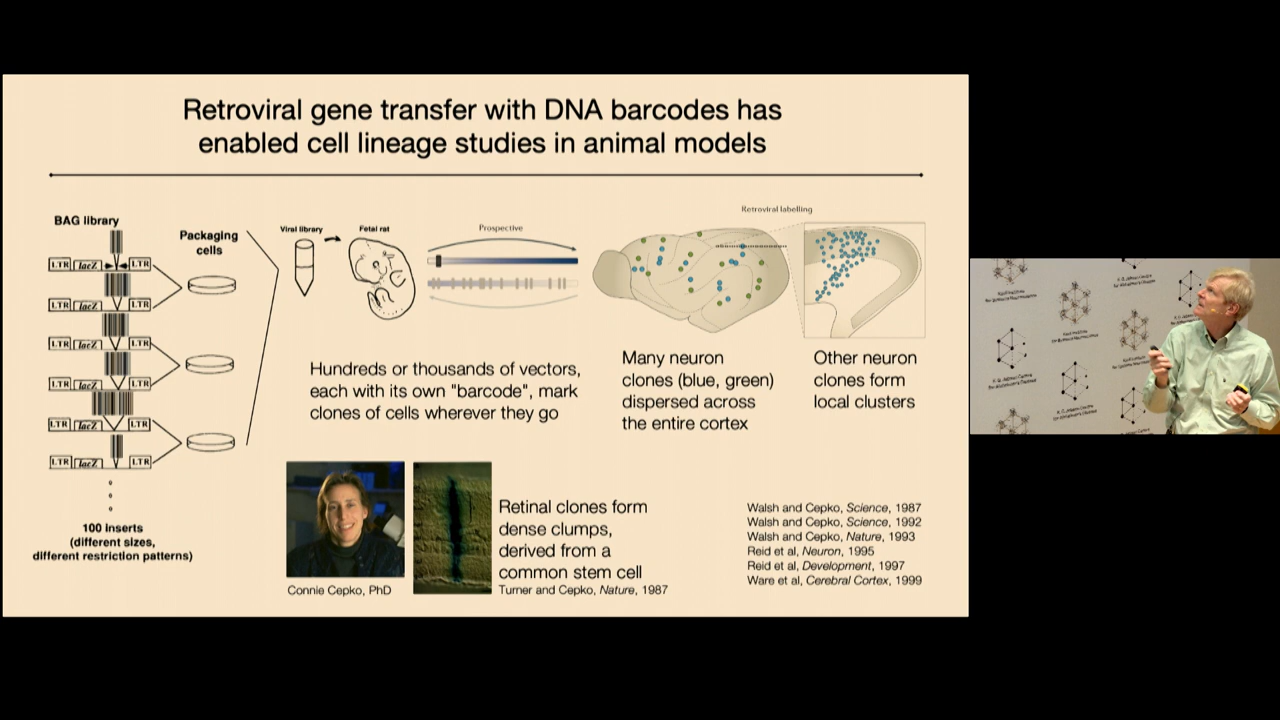 Retroviral gene transfer with DNA barcodes has
enabled cell lineage studies in animal models
BAG library
Packaging
cells
LTR lacZ LTR
LTR lacZ LTR
LTR lacZ LTR
LTR lacZ LTR
LTR lacZ LTR
LTR lacZ LTR
100 inserts
(different sizes,
different restriction patterns)
Viral library
Fetal rat
Prospective
Retroviral labelling
Hundreds or thousands of vectors,
each with its own "barcode", mark
clones of cells wherever they go
Many neuron
clones (blue, green)
dispersed across
the entire cortex
Other neuron
clones form
local clusters
Connie Cepko, PhD
Retinal clones form
dense clumps,
derived from a
common stem cell
Turner and Cepko, Nature, 1987
Walsh and Cepko, Science, 1987
Walsh and Cepko, Science, 1992
Walsh and Cepko, Nature, 1993
Reid et al, Neuron, 1995
Reid et al, Development, 1997
Ware et al, Cerebral Cortex, 1999